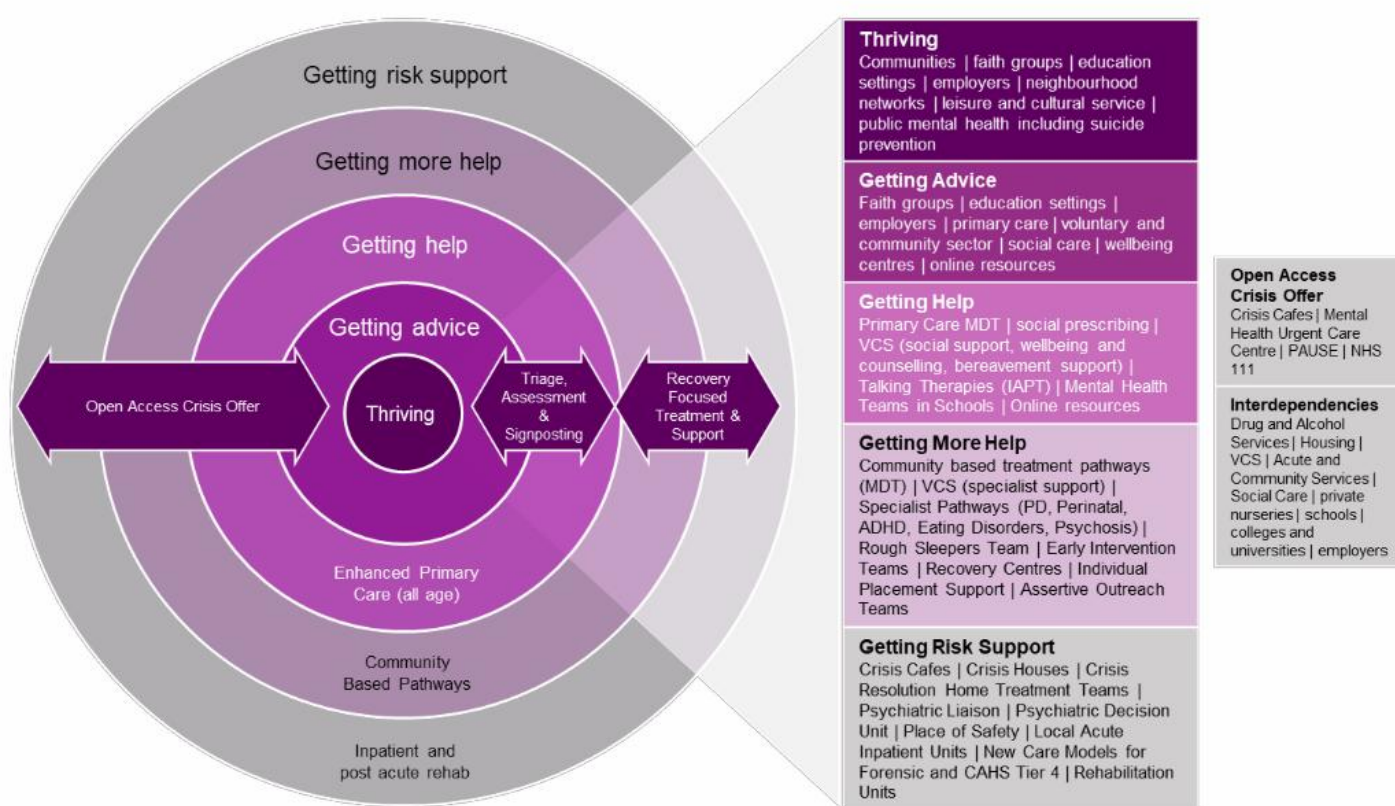 Getting risk support
Getting more help
Getting help
Getting advice
Thriving
Open Access Crisis Offer
Triage,
Assessment
&
Signposting
Recovery
Focused
Treatment &
Support
Enhanced Primary
Care (all age)
Community
Based Pathways
Inpatient and
post acute rehab
Thriving
Communities | faith groups | education
settings | employers | neighbourhood
networks | leisure and cultural service |
public mental health including suicide
prevention
Getting Advice
Faith groups | education settings |
employers | primary care | voluntary and
community sector | social care | wellbeing
centres | online resources
Getting Help
Primary Care MDT | social prescribing |
VCS (social support, wellbeing and
counselling, bereavement support) |
Talking Therapies (IAPT) | Mental Health
Teams in Schools | Online resources
Getting More Help
Community based treatment pathways
(MDT) | VCS (specialist support) |
Specialist Pathways (PD, Perinatal,
ADHD, Eating Disorders, Psychosis) |
Rough Sleepers Team | Early Intervention
Teams | Recovery Centres | Individual
Placement Support | Assertive Outreach
Teams
Getting Risk Support
Crisis Cafes | Crisis Houses | Crisis
Resolution Home Treatment Teams |
Psychiatric Liaison | Psychiatric Decision
Unit | Place of Safety | Local Acute
Inpatient Units | New Care Models for
Forensic and CAHS Tier 4 | Rehabilitation
Units
Open Access
Crisis Offer
Crisis Cafes | Mental
Health Urgent Care
Centre | PAUSE | NHS
111
Interdependencies
Drug and Alcohol
Services | Housing |
VCS | Acute and
Community Services |
Social Care | private
nurseries | schools |
colleges and
universities | employers